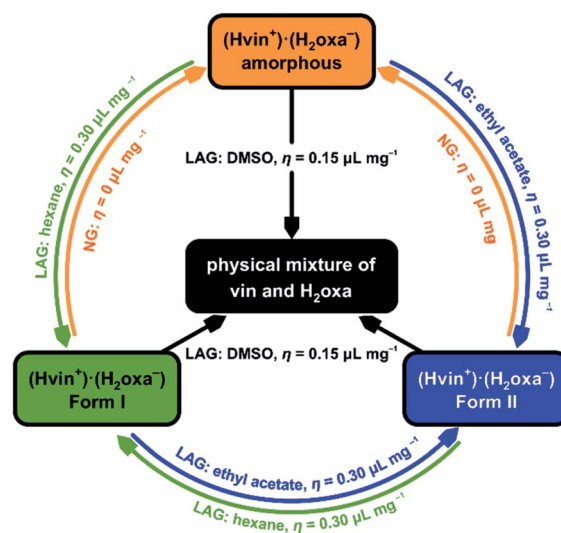 (Hvin⁺)·(H₂oxa⁻)
amorphous
LAG: hexane, η = 0.30 µL mg⁻¹
NG: η = 0 µL mg⁻¹
LAG: DMSO, η = 0.15 µL mg⁻¹
NG: η = 0 µL mg
LAG: ethyl acetate, η = 0.30 µL mg⁻¹
physical mixture of
vin and H₂oxa
LAG: DMSO, η = 0.15 µL mg⁻¹
(Hvin⁺)·(H₂oxa⁻)
Form I
(Hvin⁺)·(H₂oxa⁻)
Form II
LAG: ethyl acetate, η = 0.30 µL mg⁻¹
LAG: hexane, η = 0.30 µL mg⁻¹